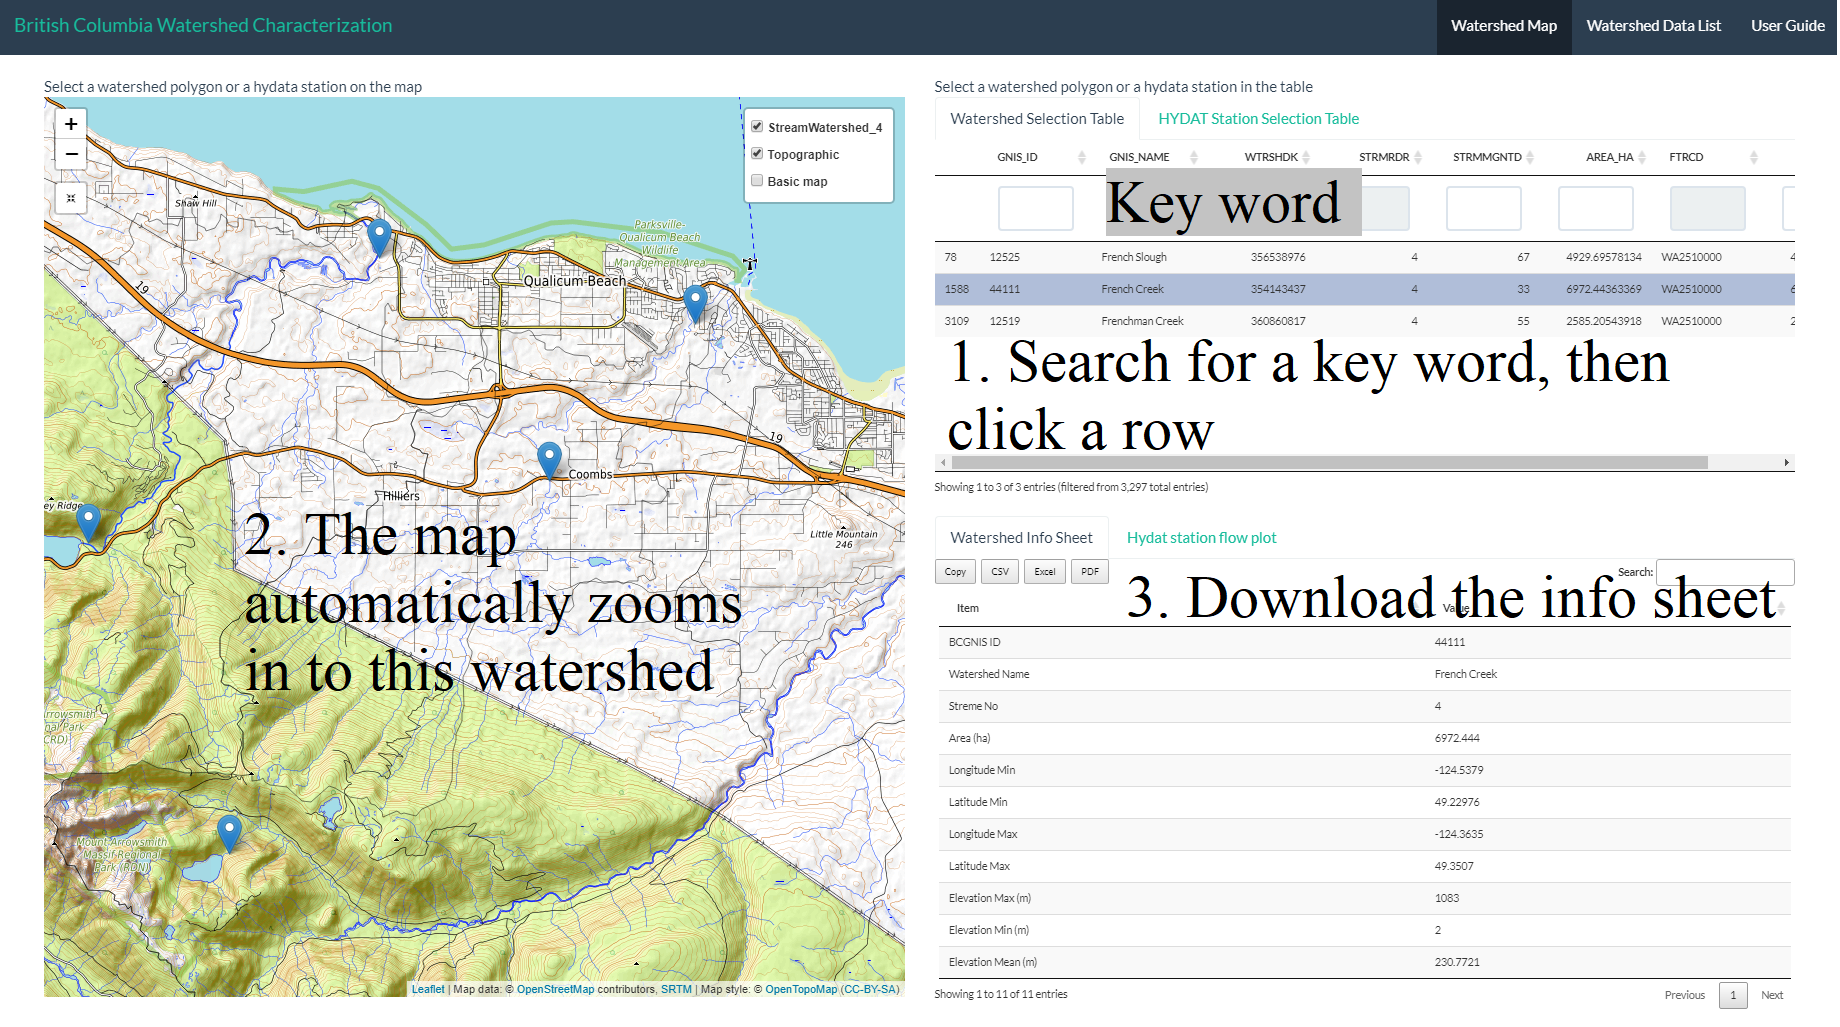 British Columbia Watershed Characterization
Watershed Map
Watershed Data List
User Guide
Select a watershed polygon or a hydata station on the map
+
−
StreamWatershed_4
Topographic
Basic map
Shaw Hill
Parksville-
Qualicum Beach
Wildlife
Management Area
Qualicum Beach
19
19
Coombs
Hilliers
ey Ridge
Little Mountain
246
2. The map
automatically zooms
in to this watershed
rrowsmith
nal Park
CRD)
Mount Arrowsmith
Massif Regional
Park (RDN)
Leaflet | Map data: © OpenStreetMap contributors, SRTM | Map style: © OpenTopoMap (CC-BY-SA)
Select a watershed polygon or a hydata station in the table
Watershed Selection Table
HYDAT Station Selection Table
GNIS_ID GNIS_NAME WTRSHDK STRMRDR STRMMGNTD AREA_HA FTRCD
Key word
78 12525 French Slough 356538976 4 67 4929.69578134 WA2510000 4
1588 44111 French Creek 354143437 4 33 6972.44363369 WA2510000 6
3109 12519 Frenchman Creek 360860817 4 55 2585.20543918 WA2510000 2
1. Search for a key word, then
click a row
Showing 1 to 3 of 3 entries (filtered from 3,297 total entries)
Watershed Info Sheet
Hydat station flow plot
Copy CSV Excel PDF
Search:
3. Download the info sheet
Item Value
BCGNIS ID 44111
Watershed Name French Creek
Streme No 4
Area (ha) 6972.444
Longitude Min -124.5379
Latitude Min 49.22976
Longitude Max -124.3635
Latitude Max 49.3507
Elevation Max (m) 1083
Elevation Min (m) 2
Elevation Mean (m) 230.7721
Showing 1 to 11 of 11 entries
Previous 1 Next